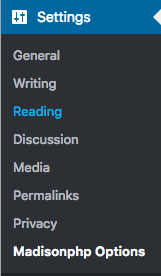 Settings
General
Writing
Reading
Discussion
Media
Permalinks
Privacy
Madisonphp Options